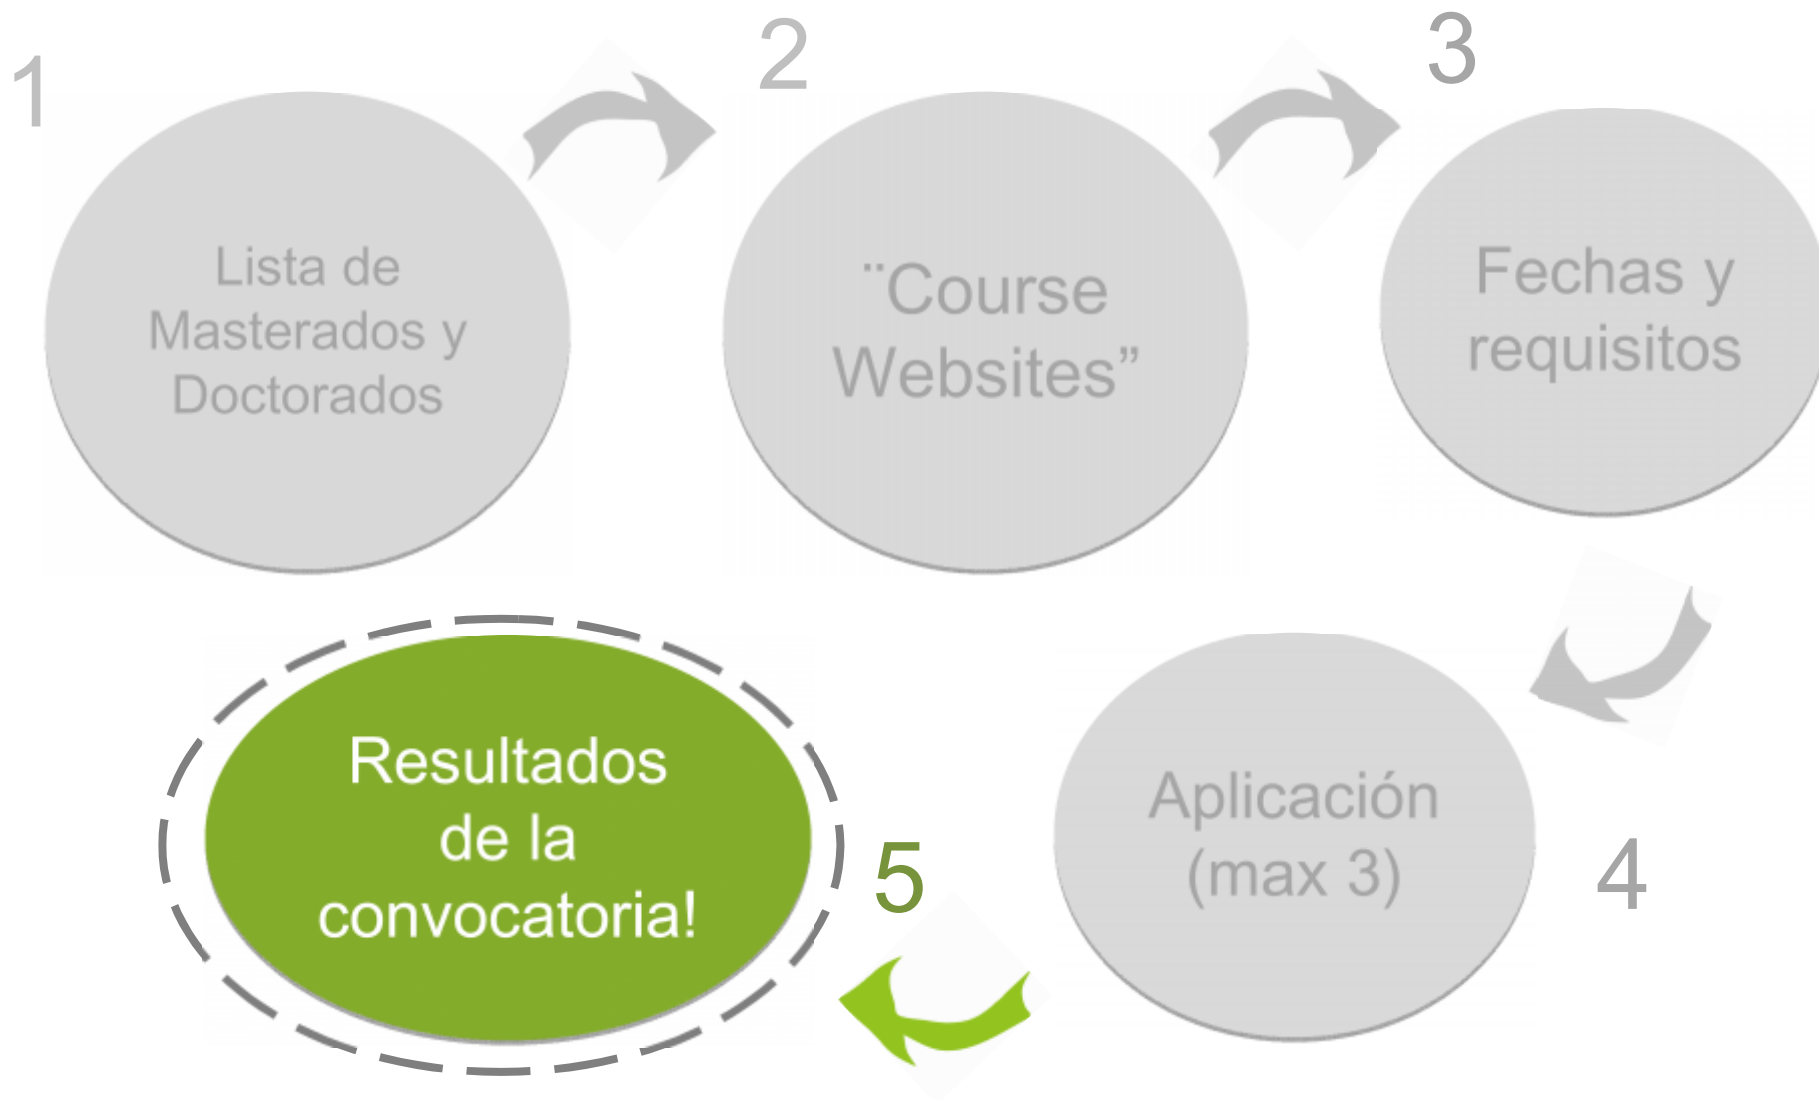 1
Lista de
Masterados y
Doctorados
2
¨Course
Websites”
3
Fechas y
requisitos
4
Aplicación
(max 3)
5
Resultados
de la
convocatoria!